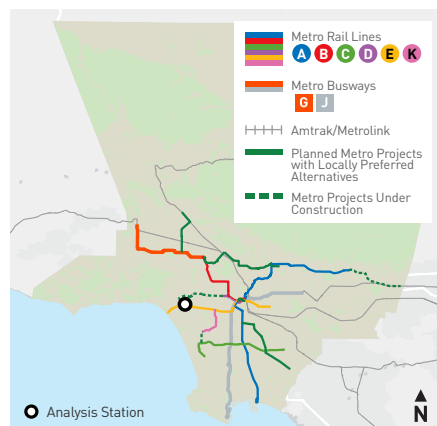 Metro Rail Lines
A B C D E K
Metro Busways
G J
Amtrak/Metrolink
Planned Metro Projects
with Locally Preferred
Alternatives
Metro Projects Under
Construction
Analysis Station
N